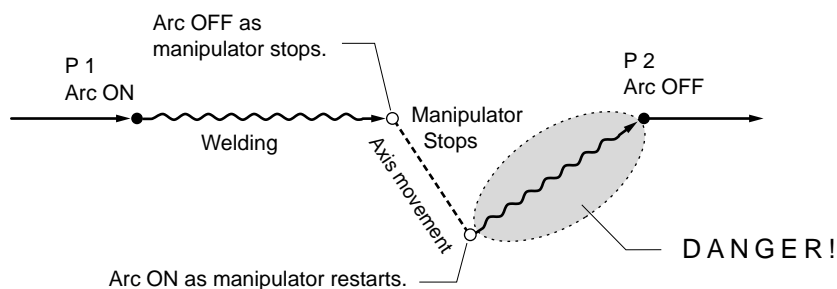 Arc OFF as
manipulator stops.
P 1
Arc ON
P 2
Arc OFF
Manipulator
Stops
Welding
Axis movement
DANGER!
Arc ON as manipulator restarts.